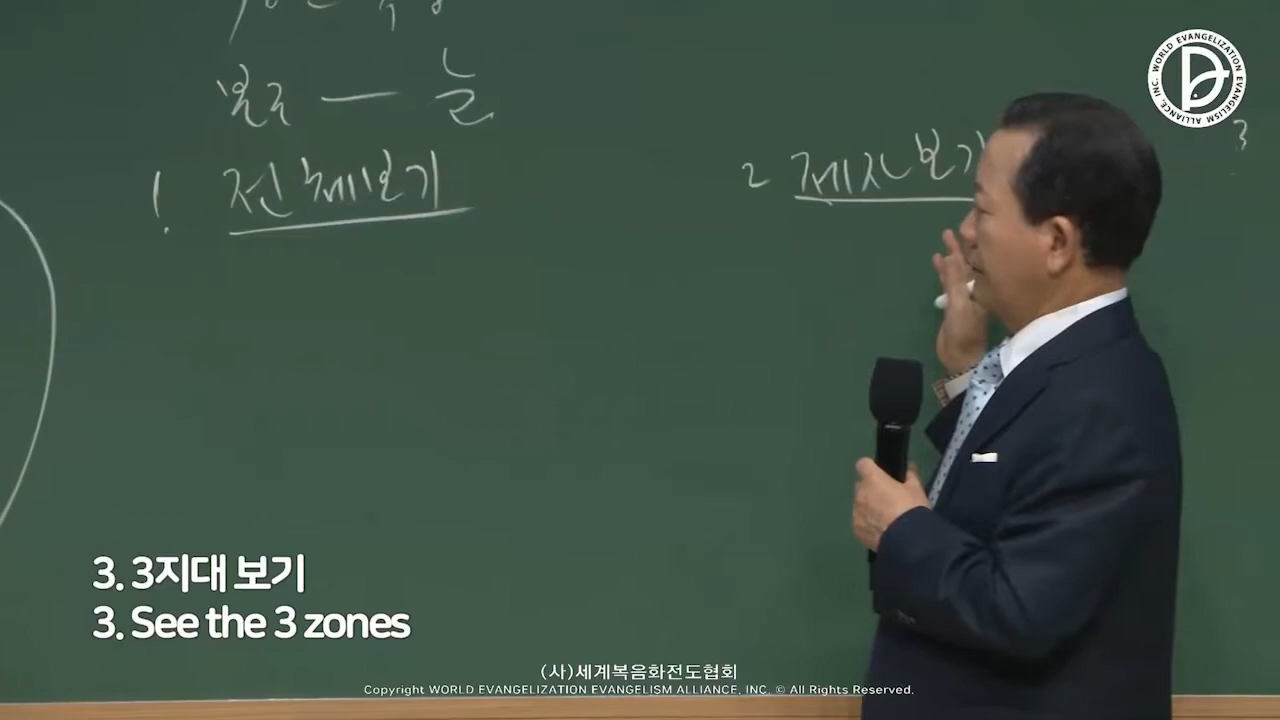 WORLD EVANGELIZATION EVANGELISM ALLIANCE, INC.
본주 — 눌
1 전체보기
2 제자보기
3
3. 3지대 보기
3. See the 3 zones
(사)세계복음화전도협회
Copyright WORLD EVANGELIZATION EVANGELISM ALLIANCE, INC. © All Rights Reserved.